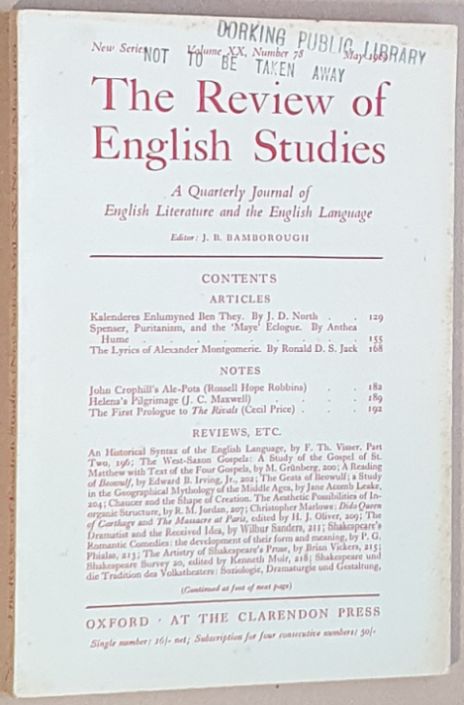 DORKING PUBLIC LIBRARY
NOT TO BE TAKEN AWAY
New Series Volume XX, Number 78 May 1969
The Review of
English Studies
A Quarterly Journal of
English Literature and the English Language
Editor: J. B. BAMBOROUGH
CONTENTS
ARTICLES
Kalenderes Enlumyned Ben They. By J. D. North . . 129
Spenser, Puritanism, and the 'Maye' Eclogue. By Anthea
Hume . . . . . . . 155
The Lyrics of Alexander Montgomerie. By Ronald D. S. Jack 168
NOTES
John Crophill's Ale-Pots (Rossell Hope Robbins) . . 182
Helena's Pilgrimage (J. C. Maxwell) . . . 189
The First Prologue to The Rivals (Cecil Price) . . . 192
REVIEWS, ETC.
An Historical Syntax of the English Language, by F. Th. Visser, Part
Two, 196; The West-Saxon Gospels: A Study of the Gospel of St.
Matthew with Text of the Four Gospels, by M. Grünberg, 200; A Reading
of Beowulf, by Edward B. Irving, Jr., 202; The Geats of Beowulf: a Study
in the Geographical Mythology of the Middle Ages, by Jane Acomb Leake,
204; Chaucer and the Shape of Creation. The Aesthetic Possibilities of In-
organic Structure, by R. M. Jordan, 207; Christopher Marlowe: Dido Queen
of Carthage and The Massacre at Paris, edited by H. J. Oliver, 209; The
Dramatist and the Received Idea, by Wilbur Sanders, 211; Shakespeare's
Romantic Comedies: the development of their form and meaning, by P. G.
Phialas, 213; The Artistry of Shakespeare's Prose, by Brian Vickers, 215;
Shakespeare Survey 20, edited by Kenneth Muir, 218; Shakespeare und
die Tradition des Volkstheaters: Soziologie, Dramaturgie und Gestaltung,
(Continued at foot of next page)
OXFORD · AT THE CLARENDON PRESS
Single number: 16/- net; Subscription for four consecutive numbers: 50/-